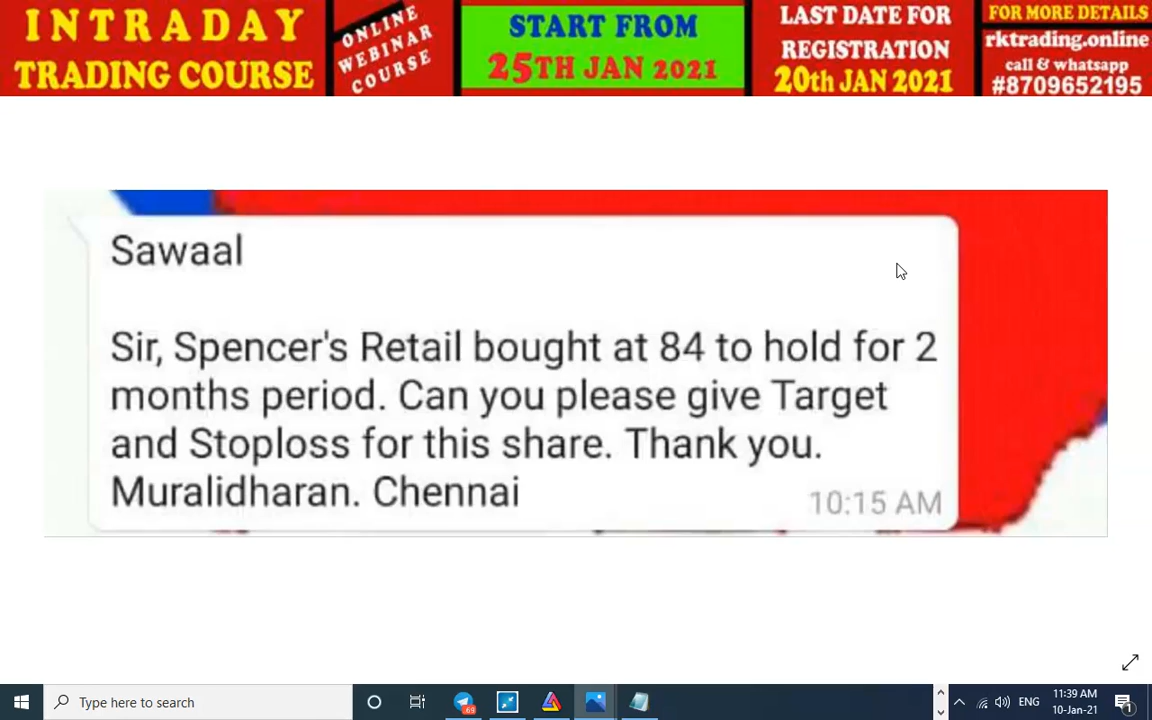 INTRADAY
TRADING COURSE
ONLINE
WEBINAR
COURSE
START FROM
25TH JAN 2021
LAST DATE FOR
REGISTRATION
20th JAN 2021
FOR MORE DETAILS
rktrading.online
call & whatsapp
#8709652195
Sawaal
Sir, Spencer's Retail bought at 84 to hold for 2
months period. Can you please give Target
and Stoploss for this share. Thank you.
Muralidharan. Chennai
10:15 AM
Type here to search
69
ENG
11:39 AM
10-Jan-21
1